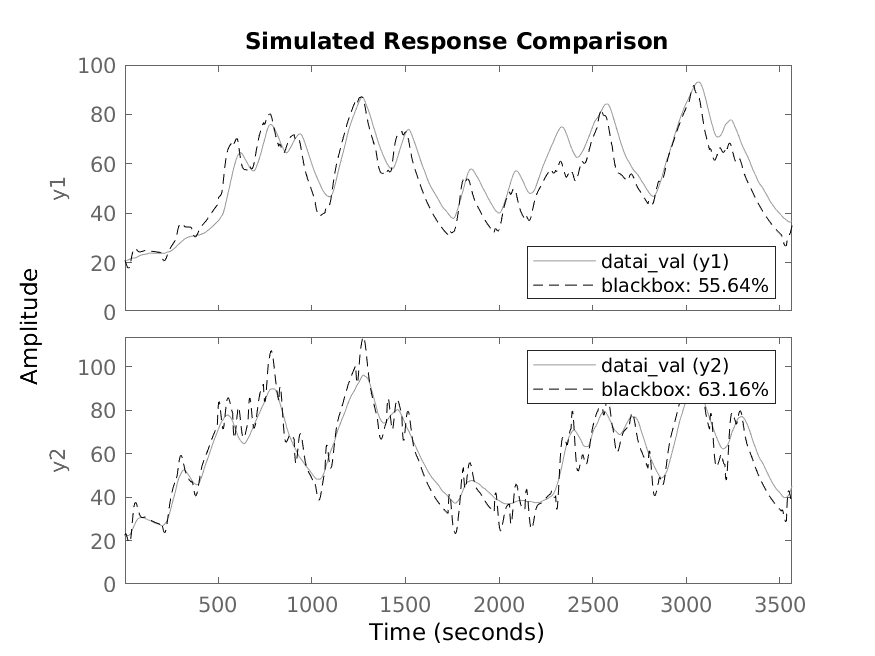 Simulated Response Comparison
100
80
60
40
20
0
y1
datai_val (y1)
blackbox: 55.64%
Amplitude
100
80
60
40
20
0
y2
datai_val (y2)
blackbox: 63.16%
500 1000 1500 2000 2500 3000 3500
Time (seconds)